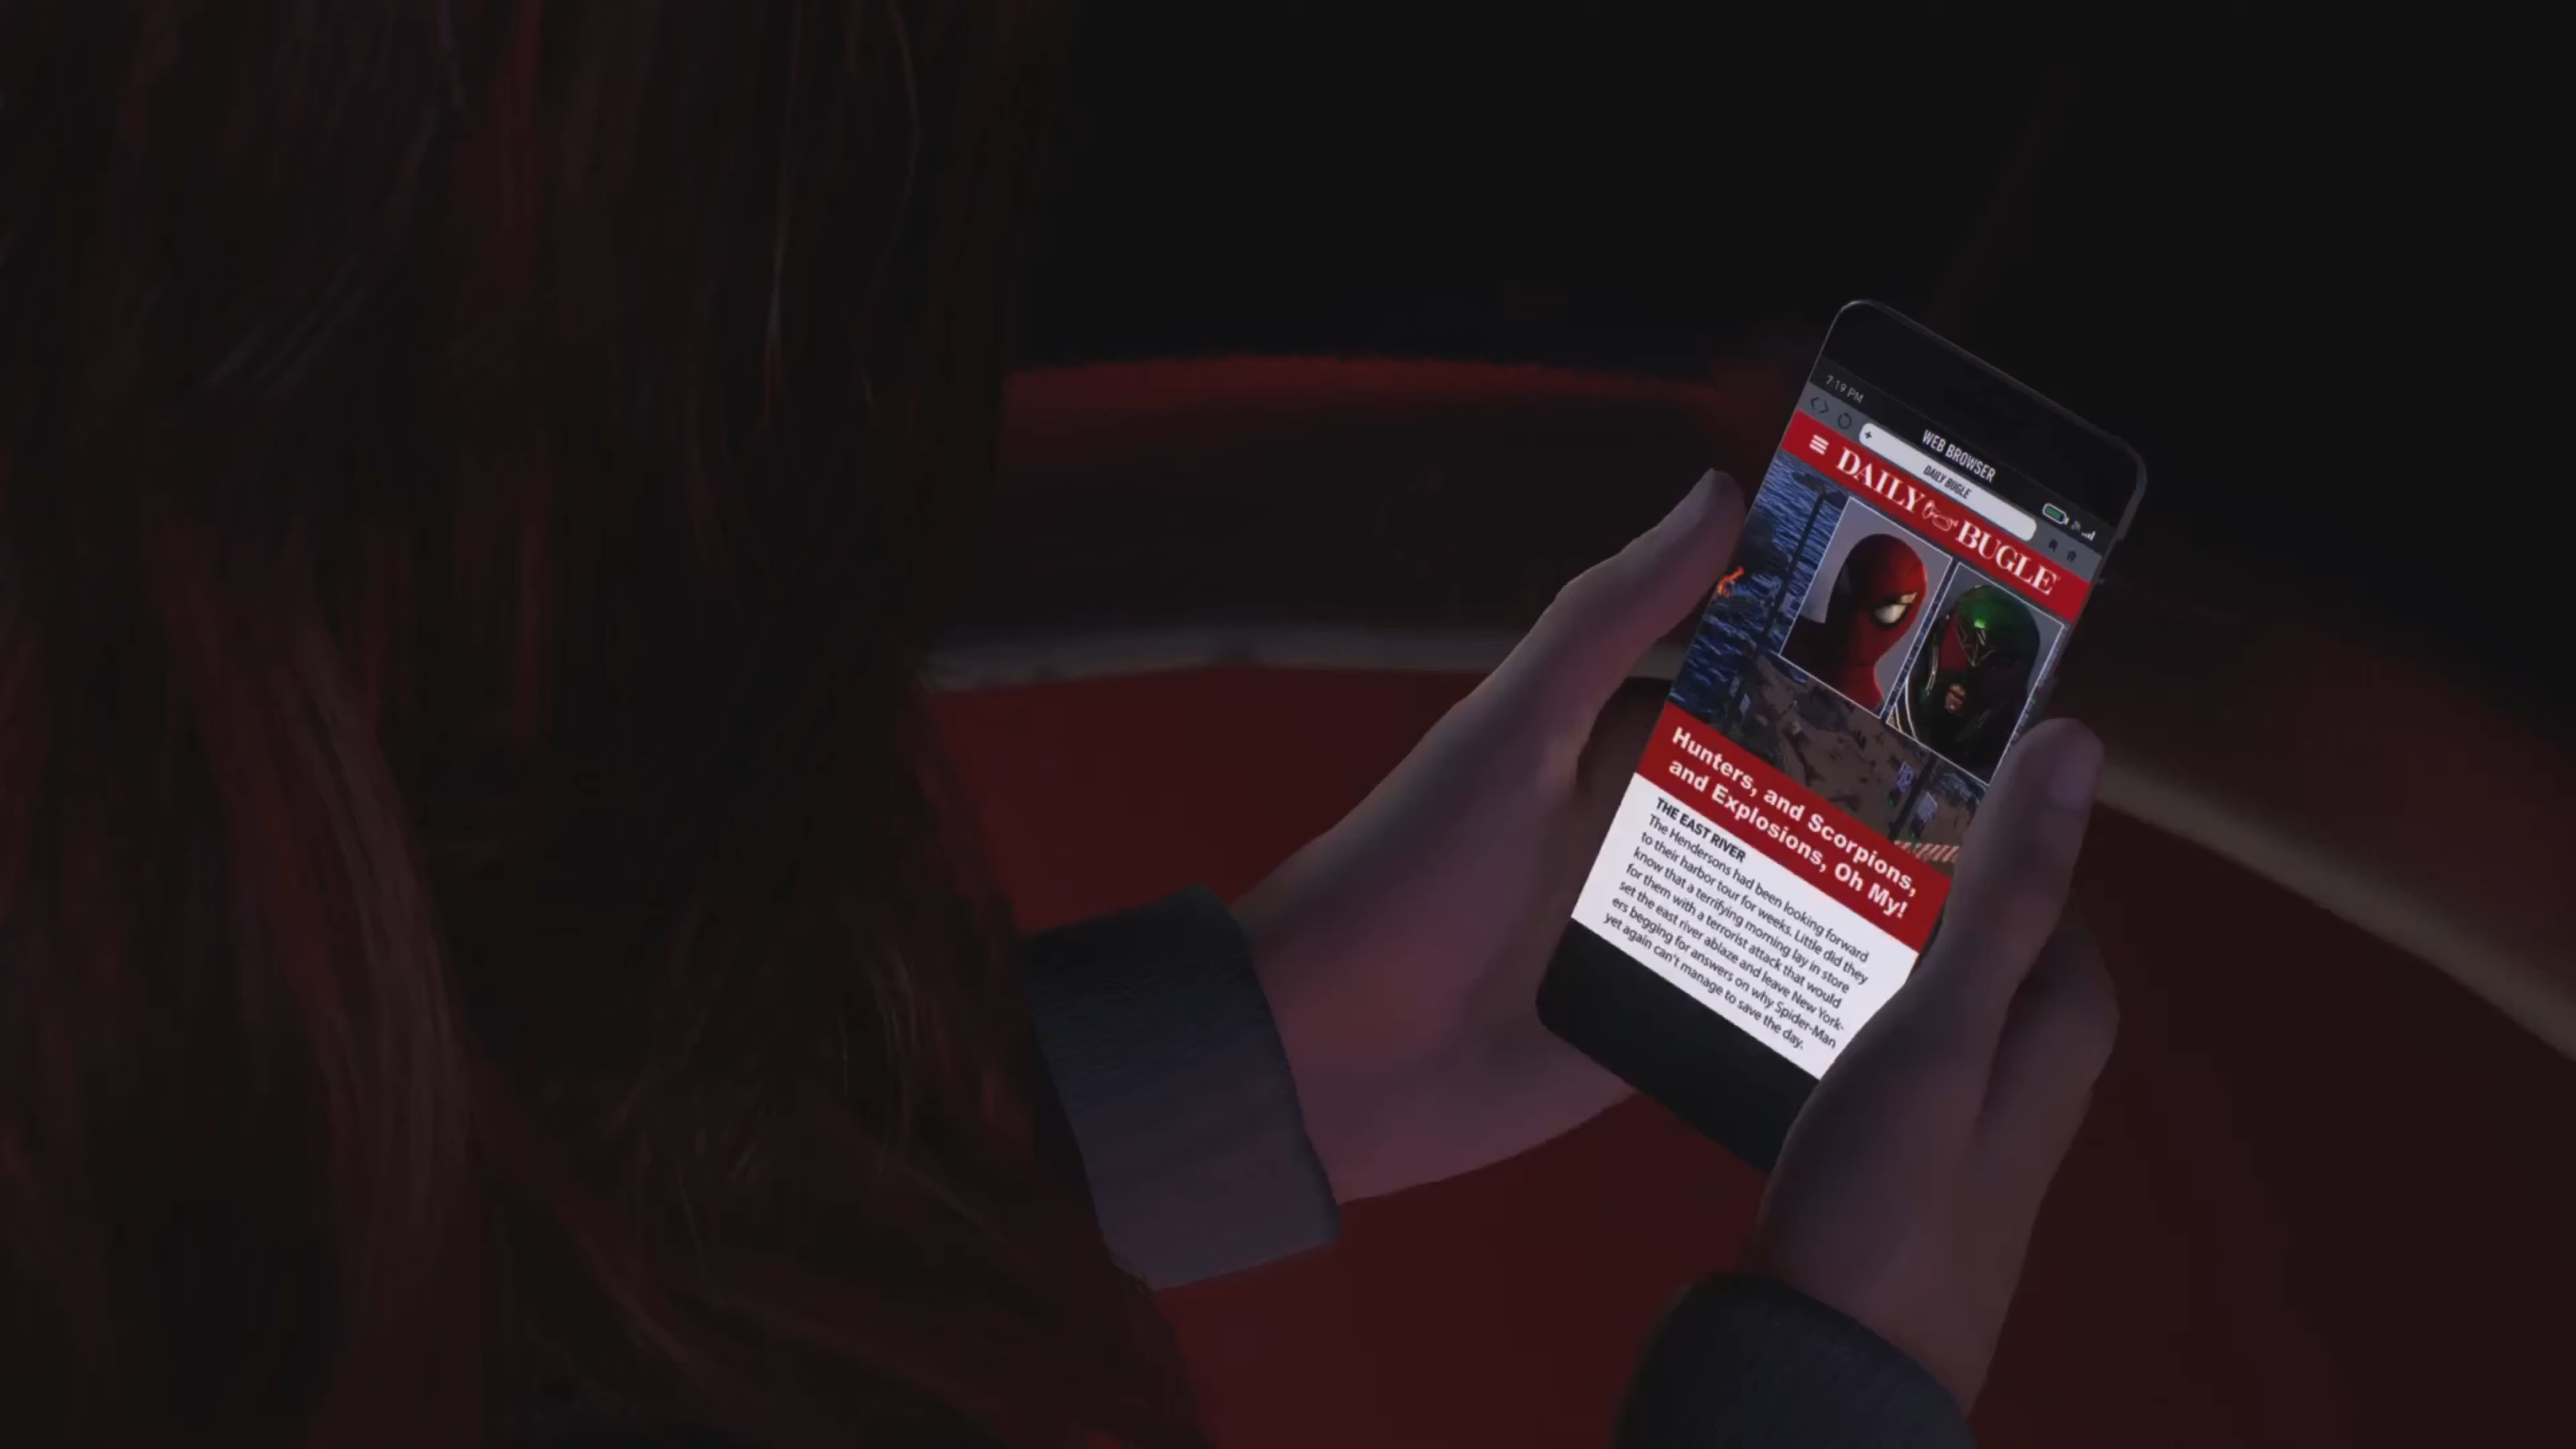 7:19 PM
WEB BROWSER
DAILY BUGLE
DAILY BUGLE
Hunters, and Scorpions,
and Explosions, Oh My!
THE EAST RIVER
The Hendersons had been looking forward
to their harbor tour for weeks. Little did they
know that a terrifying morning lay in store
for them with a terrorist attack that would
set the east river ablaze and leave New York-
ers begging for answers on why Spider-Man
yet again can't manage to save the day.